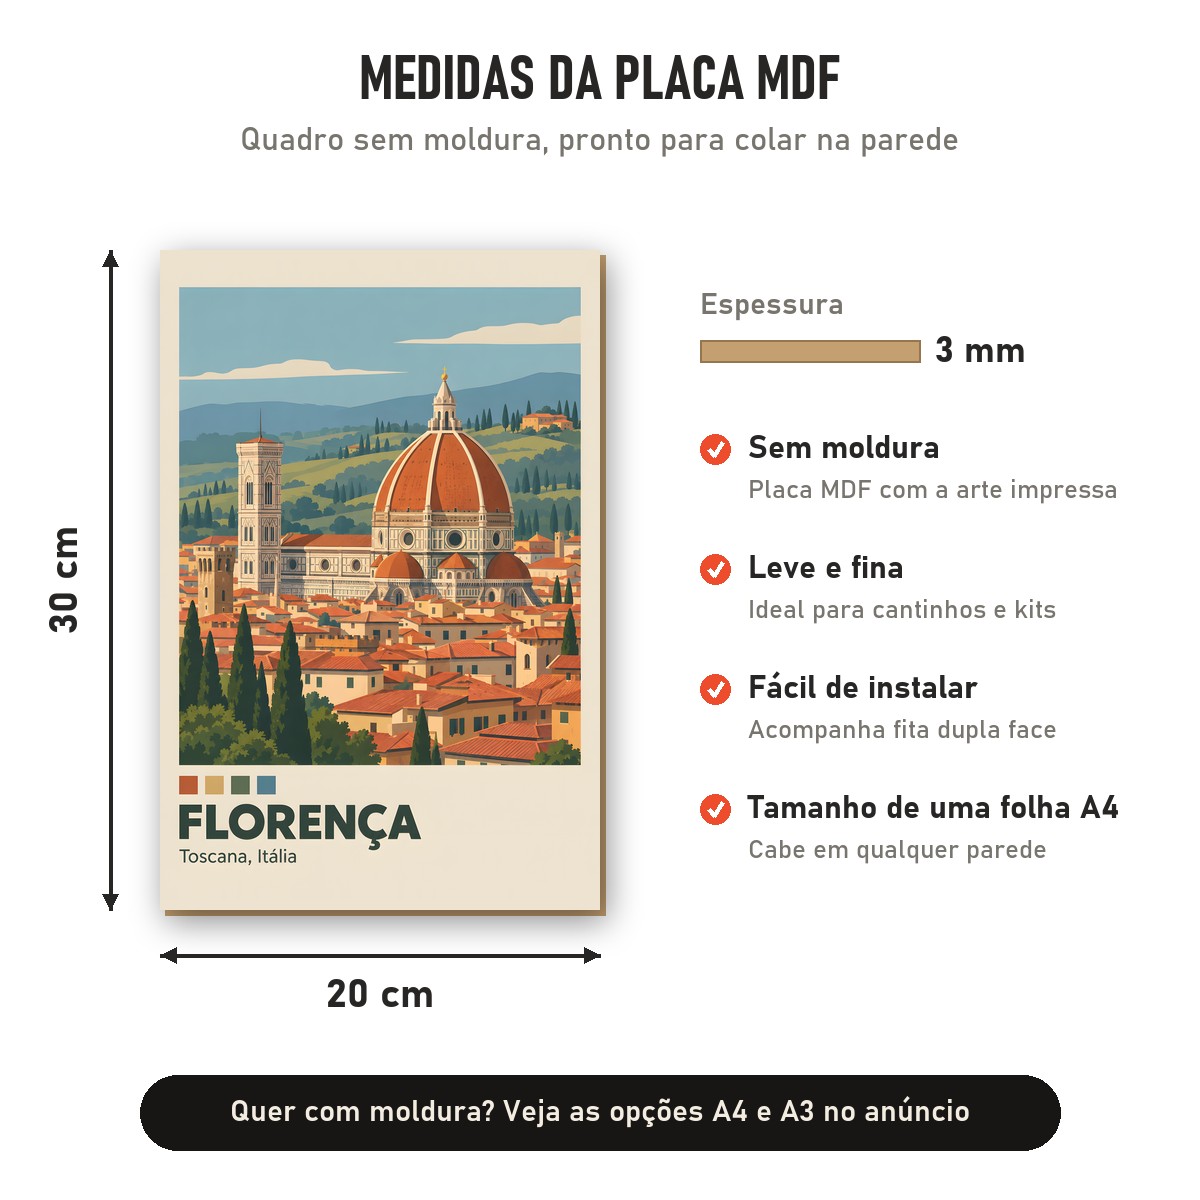 MEDIDAS DA PLACA MDF
Quadro sem moldura, pronto para colar na parede
30 cm
FLORENÇA
Toscana, Itália
20 cm
Espessura
3 mm
Sem moldura
Placa MDF com a arte impressa
Leve e fina
Ideal para cantinhos e kits
Fácil de instalar
Acompanha fita dupla face
Tamanho de uma folha A4
Cabe em qualquer parede
Quer com moldura? Veja as opções A4 e A3 no anúncio